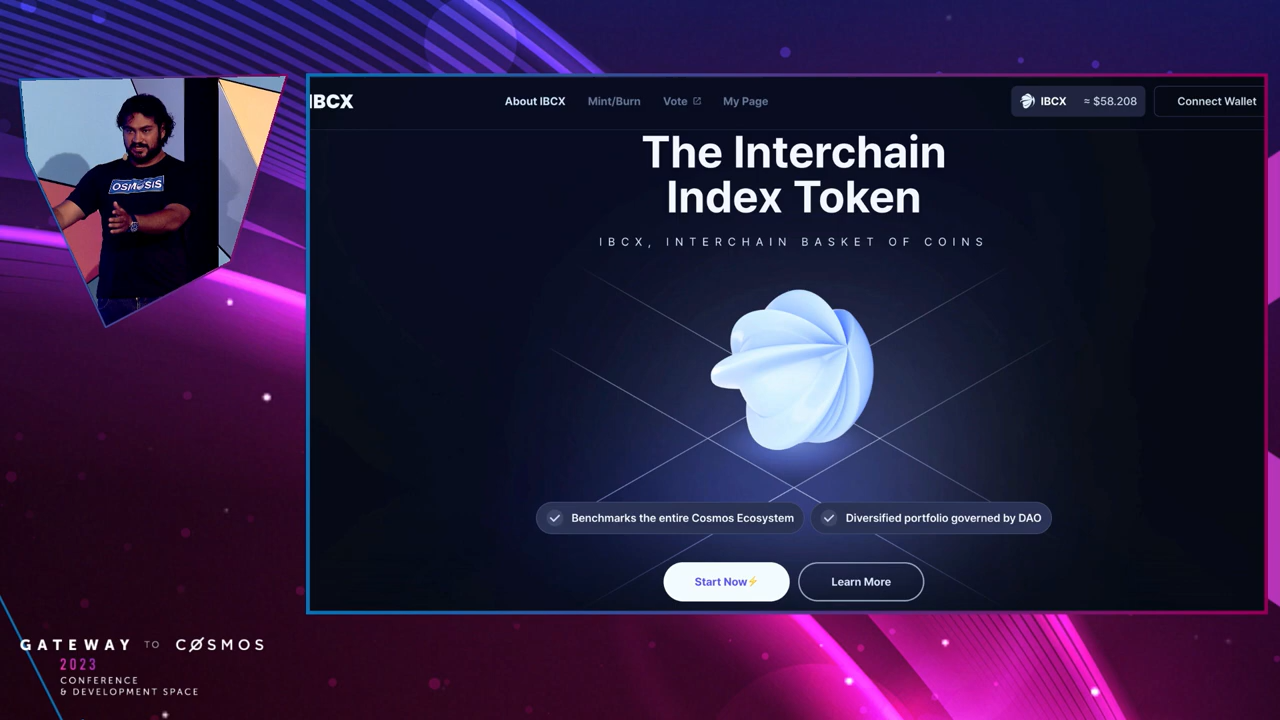 OSMOSIS
IBCX
About IBCX
Mint/Burn
Vote
My Page
IBCX ≈ $58.208
Connect Wallet
The Interchain
Index Token
IBCX, INTERCHAIN BASKET OF COINS
Benchmarks the entire Cosmos Ecosystem
Diversified portfolio governed by DAO
Start Now⚡
Learn More
GATEWAY TO CØSMOS
2023
CONFERENCE
& DEVELOPMENT SPACE